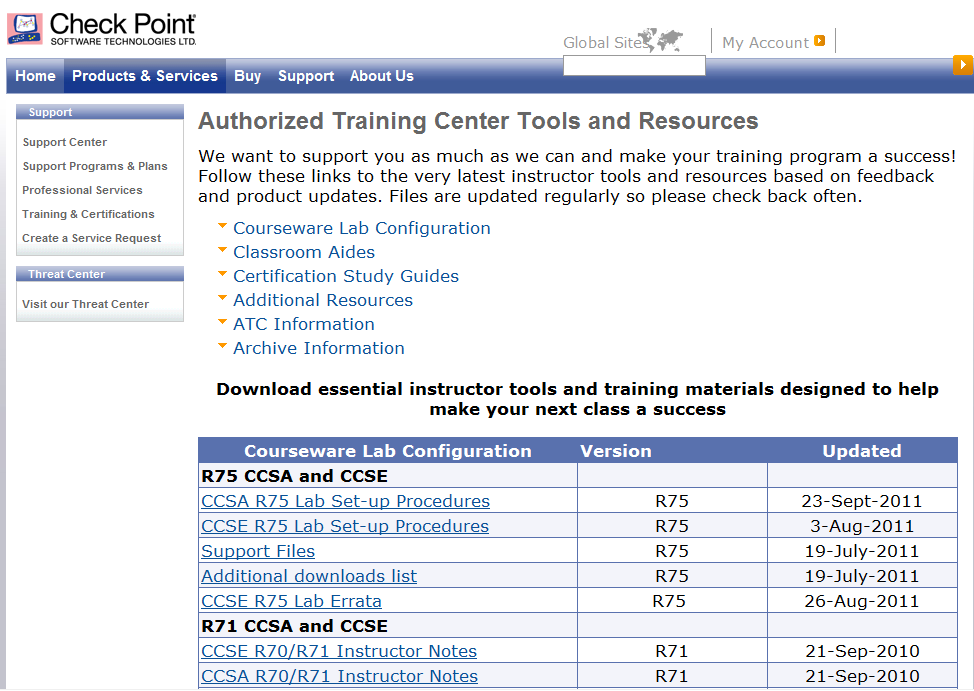 Check Point
SOFTWARE TECHNOLOGIES LTD.
Global Sites
My Account
Home Products & Services Buy Support About Us
Support
Support Center
Support Programs & Plans
Professional Services
Training & Certifications
Create a Service Request
Threat Center
Visit our Threat Center
Authorized Training Center Tools and Resources
We want to support you as much as we can and make your training program a success!
Follow these links to the very latest instructor tools and resources based on feedback
and product updates. Files are updated regularly so please check back often.
Courseware Lab Configuration
Classroom Aides
Certification Study Guides
Additional Resources
ATC Information
Archive Information
Download essential instructor tools and training materials designed to help
make your next class a success
Courseware Lab Configuration Version Updated
R75 CCSA and CCSE
CCSA R75 Lab Set-up Procedures R75 23-Sept-2011
CCSE R75 Lab Set-up Procedures R75 3-Aug-2011
Support Files R75 19-July-2011
Additional downloads list R75 19-July-2011
CCSE R75 Lab Errata R75 26-Aug-2011
R71 CCSA and CCSE
CCSE R70/R71 Instructor Notes R71 21-Sep-2010
CCSA R70/R71 Instructor Notes R71 21-Sep-2010